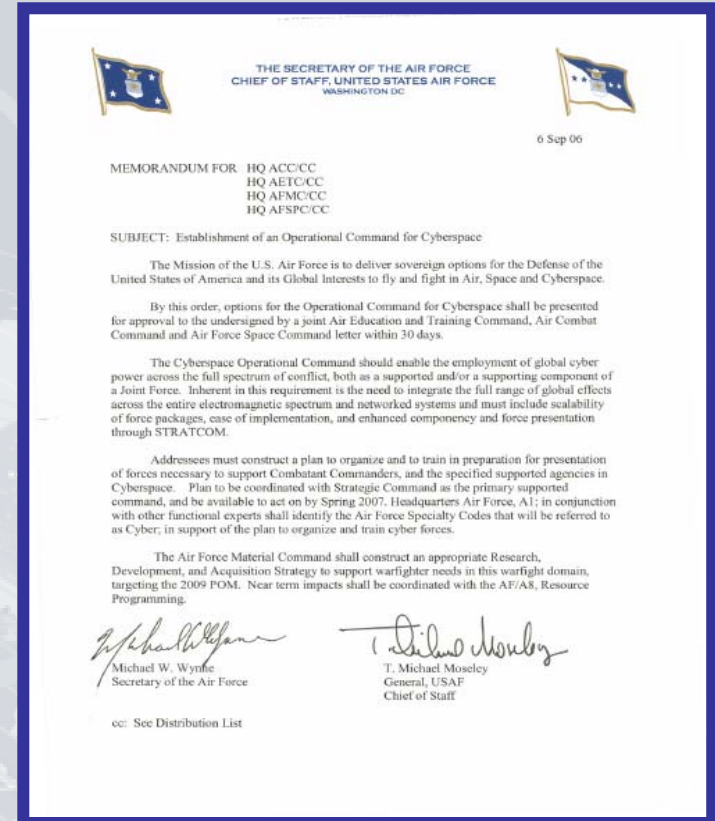 THE SECRETARY OF THE AIR FORCE
CHIEF OF STAFF, UNITED STATES AIR FORCE
WASHINGTON DC
6 Sep 06
MEMORANDUM FOR HQ ACC/CC
HQ AETC/CC
HQ AFMC/CC
HQ AFSPC/CC
SUBJECT: Establishment of an Operational Command for Cyberspace
The Mission of the U.S. Air Force is to deliver sovereign options for the Defense of the
United States of America and its Global Interests to fly and fight in Air, Space and Cyberspace.
By this order, options for the Operational Command for Cyberspace shall be presented
for approval to the undersigned by a joint Air Education and Training Command, Air Combat
Command and Air Force Space Command letter within 30 days.
The Cyberspace Operational Command should enable the employment of global cyber
power across the full spectrum of conflict, both as a supported and/or a supporting component of
a Joint Force. Inherent in this requirement is the need to integrate the full range of global effects
across the entire electromagnetic spectrum and networked systems and must include scalability
of force packages, ease of implementation, and enhanced componency and force presentation
through STRATCOM.
Addressees must construct a plan to organize and to train in preparation for presentation
of forces necessary to support Combatant Commanders, and the specified supported agencies in
Cyberspace. Plan to be coordinated with Strategic Command as the primary supported
command, and be available to act on by Spring 2007. Headquarters Air Force, A1; in conjunction
with other functional experts shall identify the Air Force Specialty Codes that will be referred to
as Cyber; in support of the plan to organize and train cyber forces.
The Air Force Material Command shall construct an appropriate Research,
Development, and Acquisition Strategy to support warfighter needs in this warfight domain,
targeting the 2009 POM. Near term impacts shall be coordinated with the AF/A8, Resource
Programming.
Michael W. Wynne
Secretary of the Air Force
T. Michael Moseley
General, USAF
Chief of Staff
cc: See Distribution List